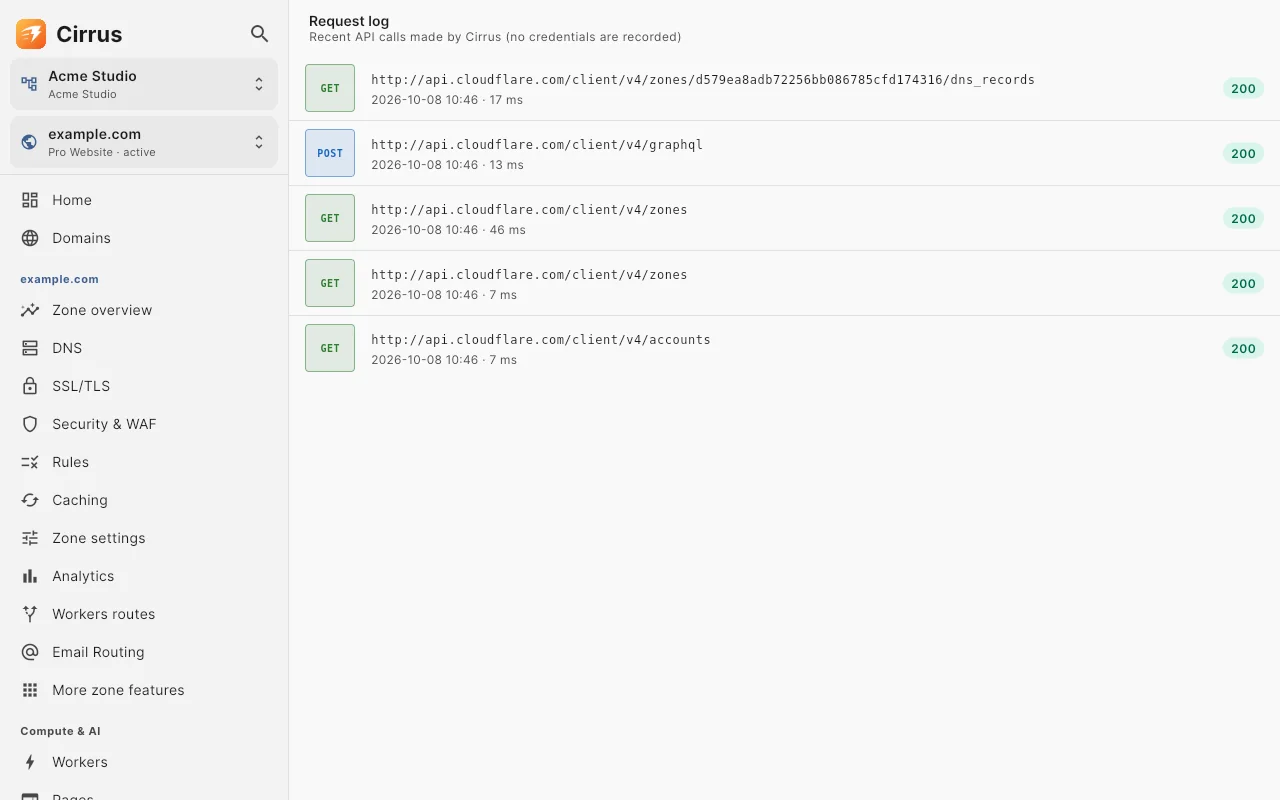 Cirrus
Acme Studio
Acme Studio
example.com
Pro Website · active
Home
Domains
example.com
Zone overview
DNS
SSL/TLS
Security & WAF
Rules
Caching
Zone settings
Analytics
Workers routes
Email Routing
More zone features
Compute & AI
Workers
Pages
Request log
Recent API calls made by Cirrus (no credentials are recorded)
GET
http://api.cloudflare.com/client/v4/zones/d579ea8adb72256bb086785cfd174316/dns_records
2026-10-08 10:46 · 17 ms
200
POST
http://api.cloudflare.com/client/v4/graphql
2026-10-08 10:46 · 13 ms
200
GET
http://api.cloudflare.com/client/v4/zones
2026-10-08 10:46 · 46 ms
200
GET
http://api.cloudflare.com/client/v4/zones
2026-10-08 10:46 · 7 ms
200
GET
http://api.cloudflare.com/client/v4/accounts
2026-10-08 10:46 · 7 ms
200